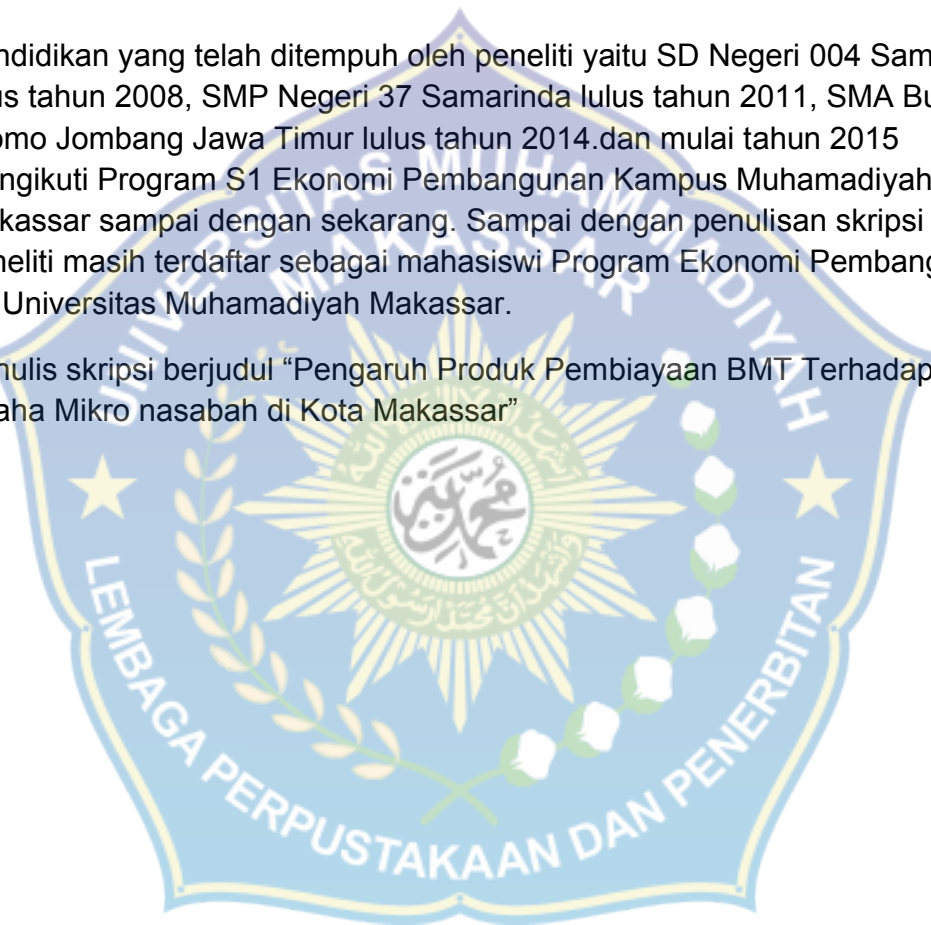 ndidikan yang telah ditempuh oleh peneliti yaitu SD Negeri 004 Sam
us tahun 2008, SMP Negeri 37 Samarinda lulus tahun 2011, SMA Bu
omo Jombang Jawa Timur lulus tahun 2014.dan mulai tahun 2015
ngikuti Program S1 Ekonomi Pembangunan Kampus Muhamadiyah
kassar sampai dengan sekarang. Sampai dengan penulisan skripsi
neliti masih terdaftar sebagai mahasiswi Program Ekonomi Pembang
Universitas Muhamadiyah Makassar.
nulis skripsi berjudul “Pengaruh Produk Pembiayaan BMT Terhadap
aha Mikro nasabah di Kota Makassar”
UNIVERSITAS MUHAMMADIYAH
MAKASSAR
محمدية
LEMBAGA PERPUSTAKAAN DAN PENERBITAN